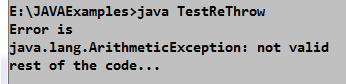 E:\JAVAExamples>java TestReThrow
Error is
java.lang.ArithmeticException: not valid
rest of the code...